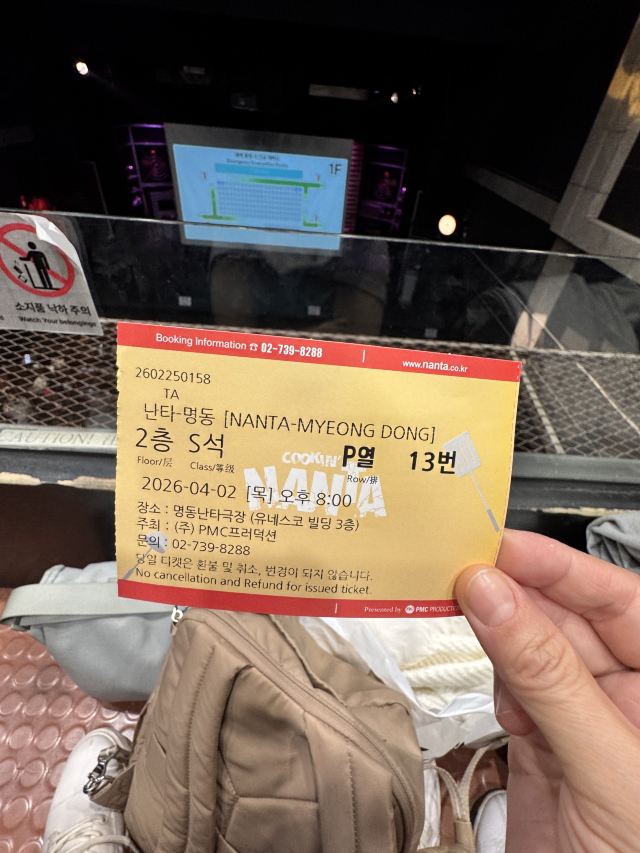 1F
소지품 낙하 주의
Watch Your belongings
CAUTION!
Booking Information ☎ 02-739-8288 | www.nanta.co.kr
2602250158
TA
난타-명동 [NANTA-MYEONG DONG]
2층 S석 P열 13번
Floor/层 Class/等级 Row/排
COOKIN'
NANTA
2026-04-02 [목] 오후 8:00
장소 : 명동난타극장 (유네스코 빌딩 3층)
주최 : (주) PMC프러덕션
문의 : 02-739-8288
당일 티켓은 환불 및 취소, 변경이 되지 않습니다.
No cancellation and Refund for issued ticket.
Presented by PMC PRODUCTION